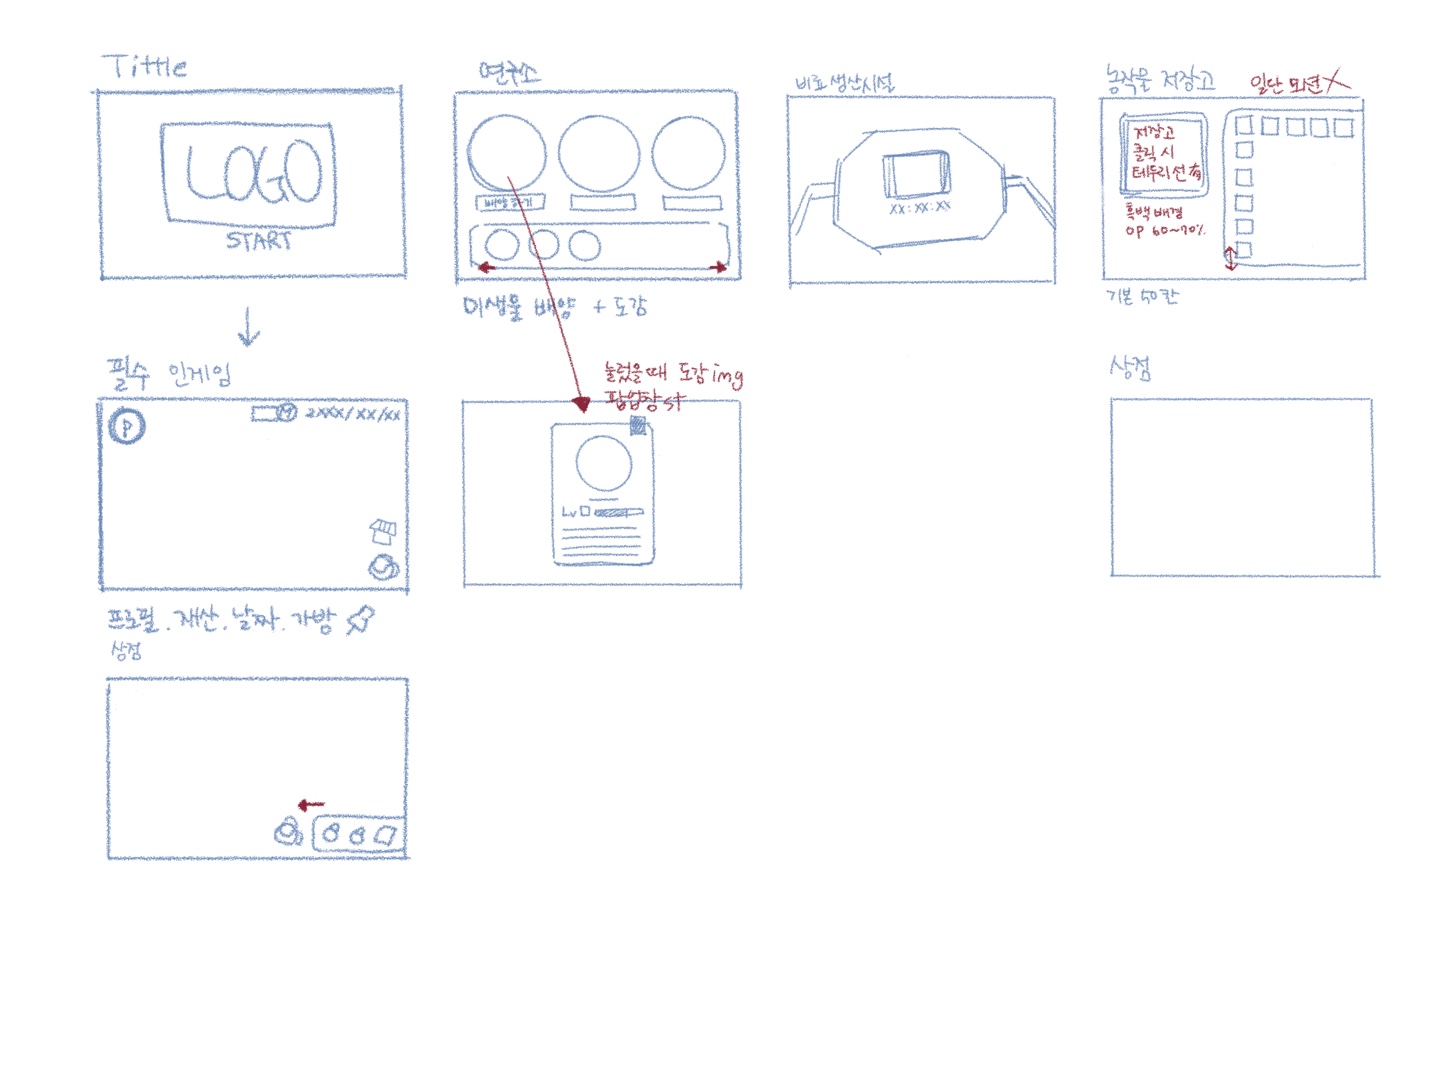 Tittle
LOGO
START
필수 인게임
P
M 2XXX/XX/XX
프로필. 재산. 날짜. 가방
상점
연구소
배양하기
미생물 배양 + 도감
눌렀을때 도감 img
팝업창 st
Lv
비료 생산시설
XX:XX:XX
농작물 저장고
일단 모션 X
저장고
클릭 시
테두리 선 有
흑백 배경
OP 60~70%
기본 50칸
상점